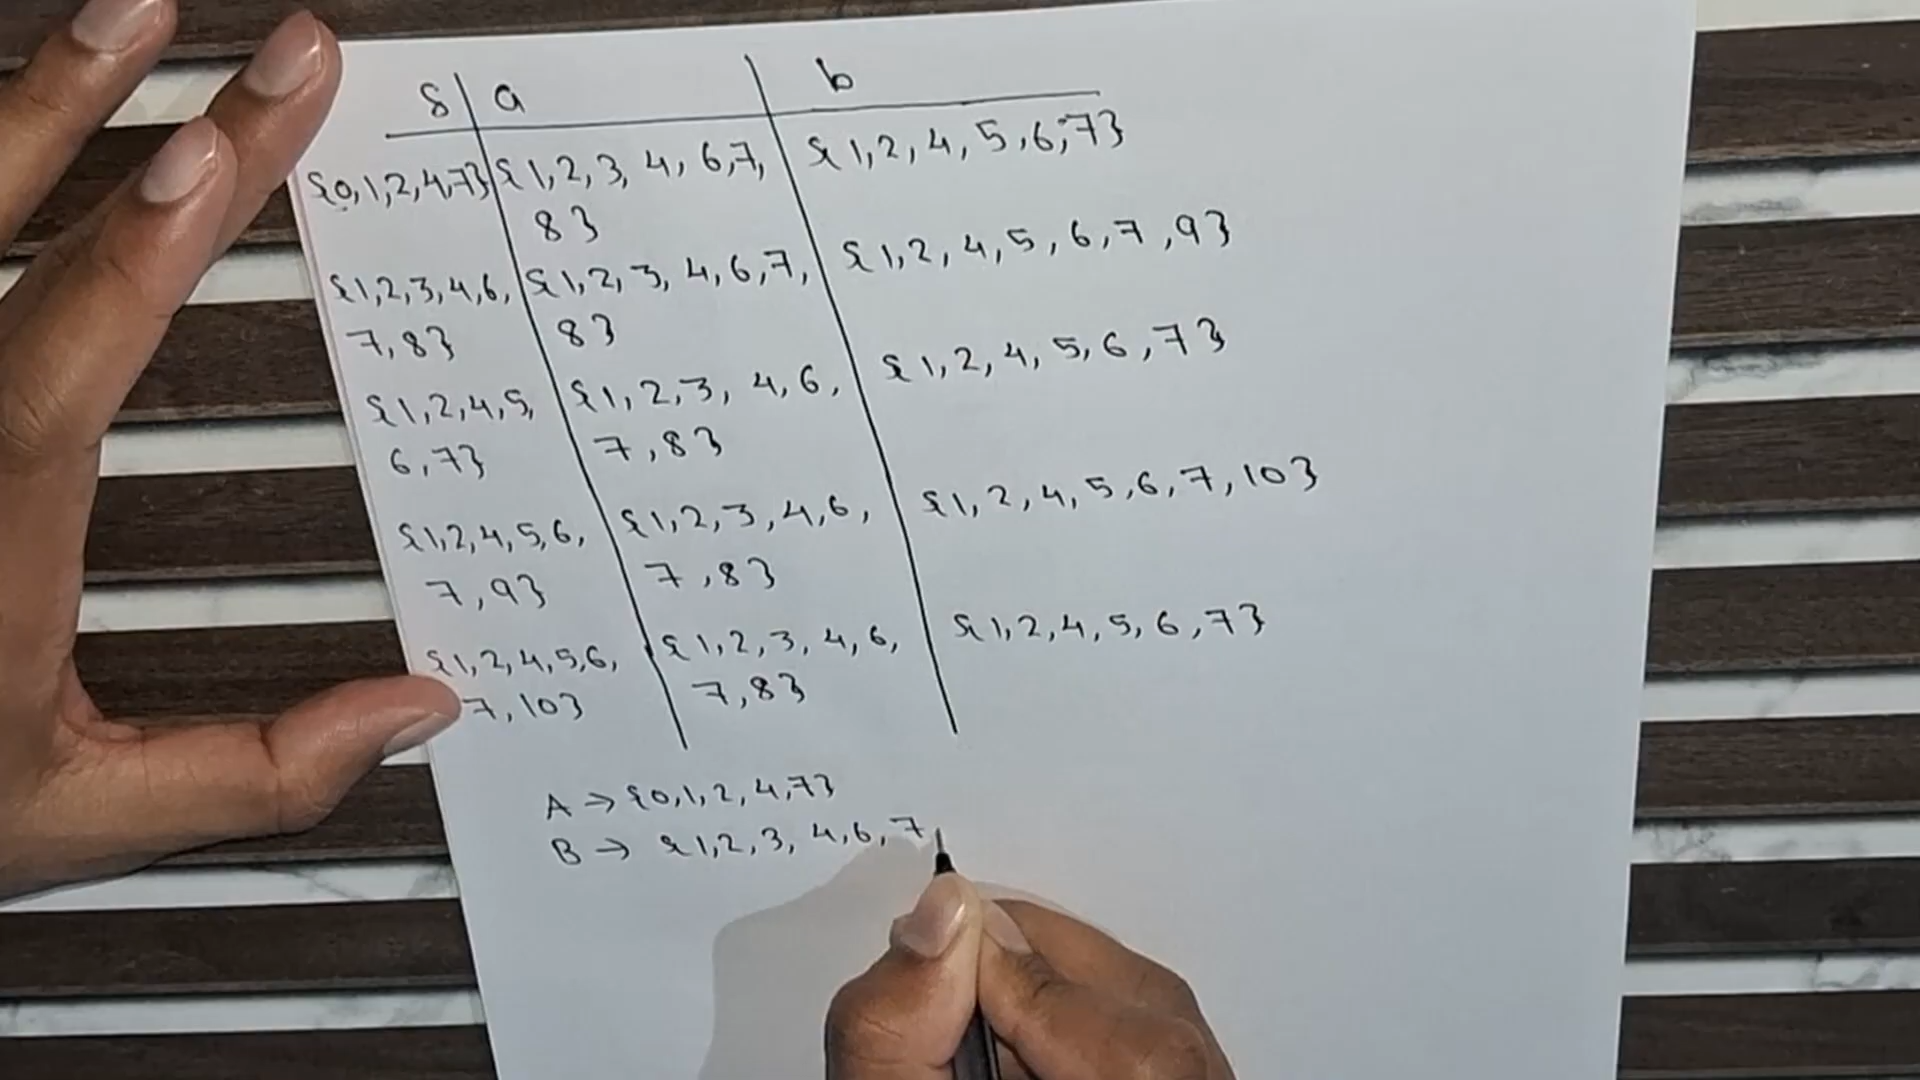 δ a b
{0,1,2,4,7} {1,2,3,4,6,7, {1,2,4,5,6,7}
8}
{1,2,3,4,6, {1,2,3,4,6,7, {1,2,4,5,6,7,9}
7,8} 8}
{1,2,4,5, {1,2,3,4,6, {1,2,4,5,6,7}
6,7} 7,8}
{1,2,4,5,6, {1,2,3,4,6, {1,2,4,5,6,7,10}
7,9} 7,8}
{1,2,4,5,6, {1,2,3,4,6, {1,2,4,5,6,7}
7,10} 7,8}
A → {0,1,2,4,7}
B → {1,2,3,4,6,7,